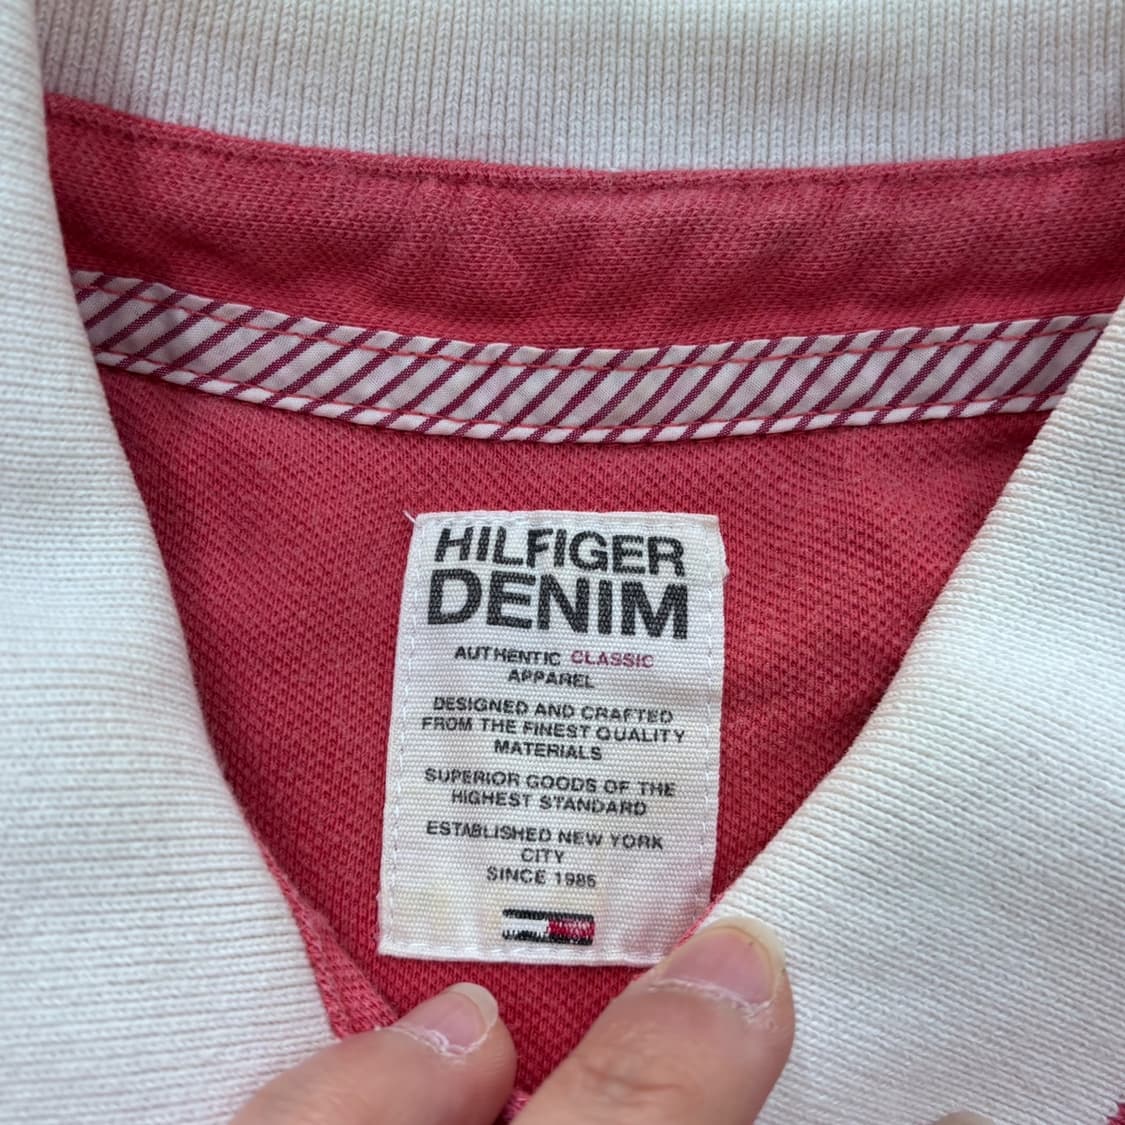 HILFIGER
DENIM
AUTHENTIC CLASSIC
APPAREL
DESIGNED AND CRAFTED
FROM THE FINEST QUALITY
MATERIALS
SUPERIOR GOODS OF THE
HIGHEST STANDARD
ESTABLISHED NEW YORK
CITY
SINCE 1985